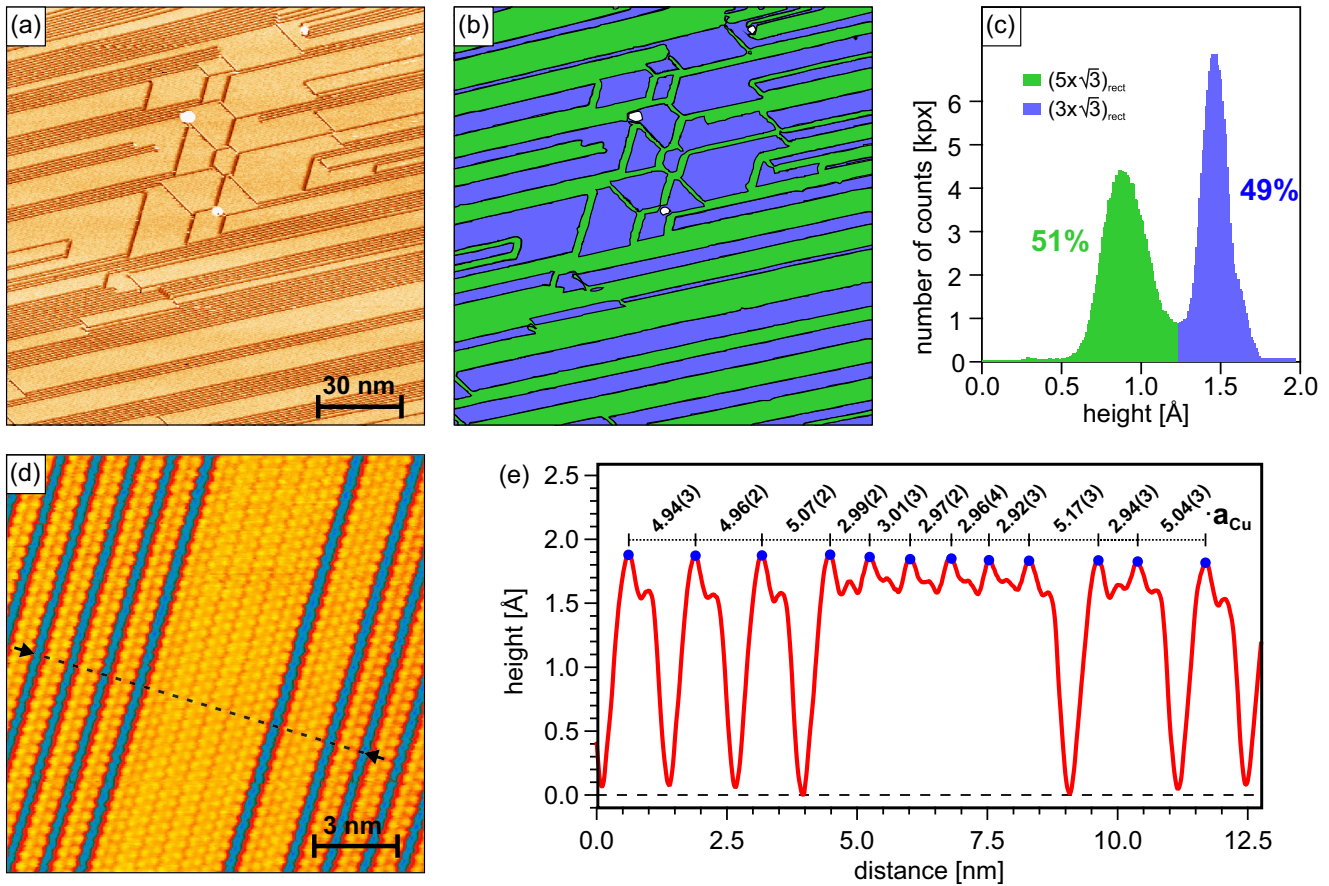 (a)
30 nm
(b)
(c)
number of counts [kpx]
6
5
4
3
2
1
0
(5x√3)rect
(3x√3)rect
51%
49%
0.0 0.5 1.0 1.5 2.0
height [Å]
(d)
3 nm
(e)
height [Å]
2.5
2.0
1.5
1.0
0.5
0.0
4.94(3) 4.96(2) 5.07(2) 2.99(2) 3.01(3) 2.97(2) 2.96(4) 2.92(3) 5.17(3) 2.94(3) 5.04(3) ·aCu
0.0 2.5 5.0 7.5 10.0 12.5
distance [nm]